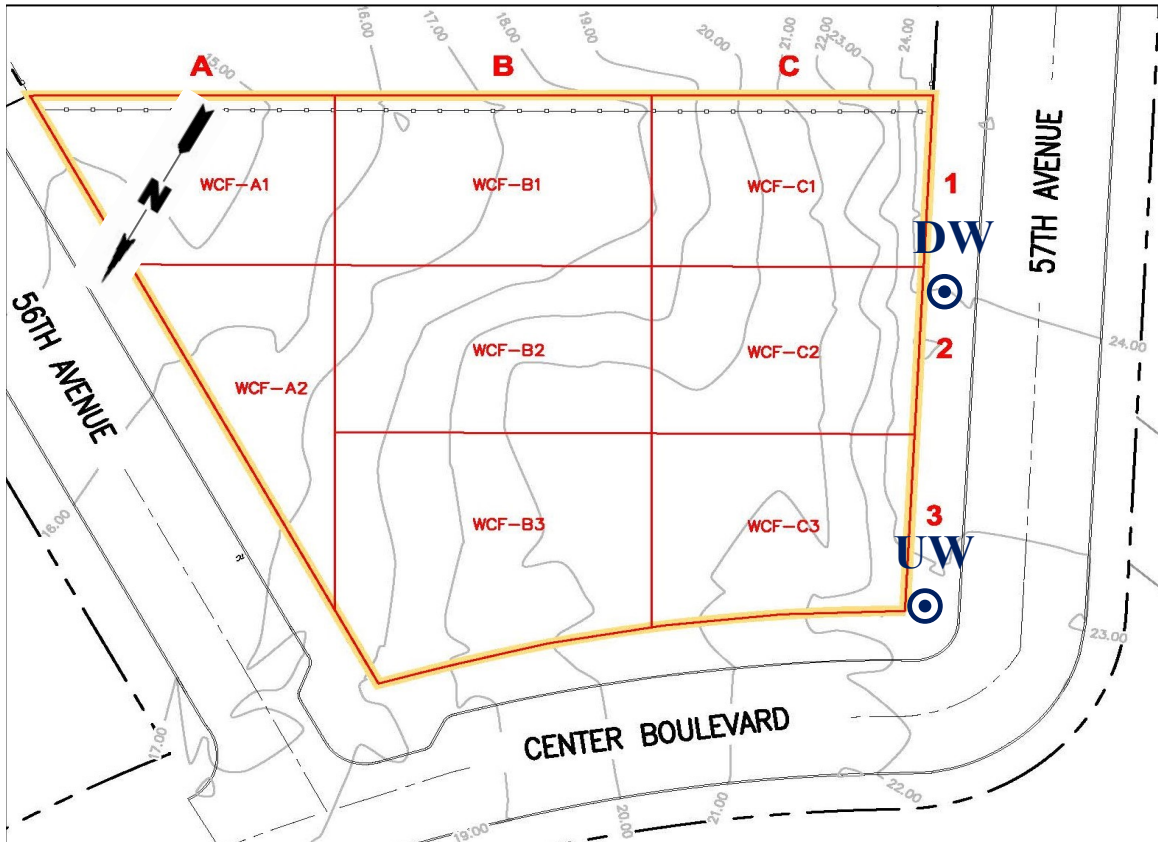 16.00
17.00
18.00
19.00
20.00
21.00
22.00
23.00
24.00
A
B
C
15.00
WCF-A1
WCF-B1
WCF-C1
1
N
DW
57TH AVENUE
56TH AVENUE
WCF-A2
WCF-B2
WCF-C2
2
24.00
16.00
WCF-B3
WCF-C3
3
UW
23.00
17.00
CENTER BOULEVARD
19.00
20.00
21.00
22.00